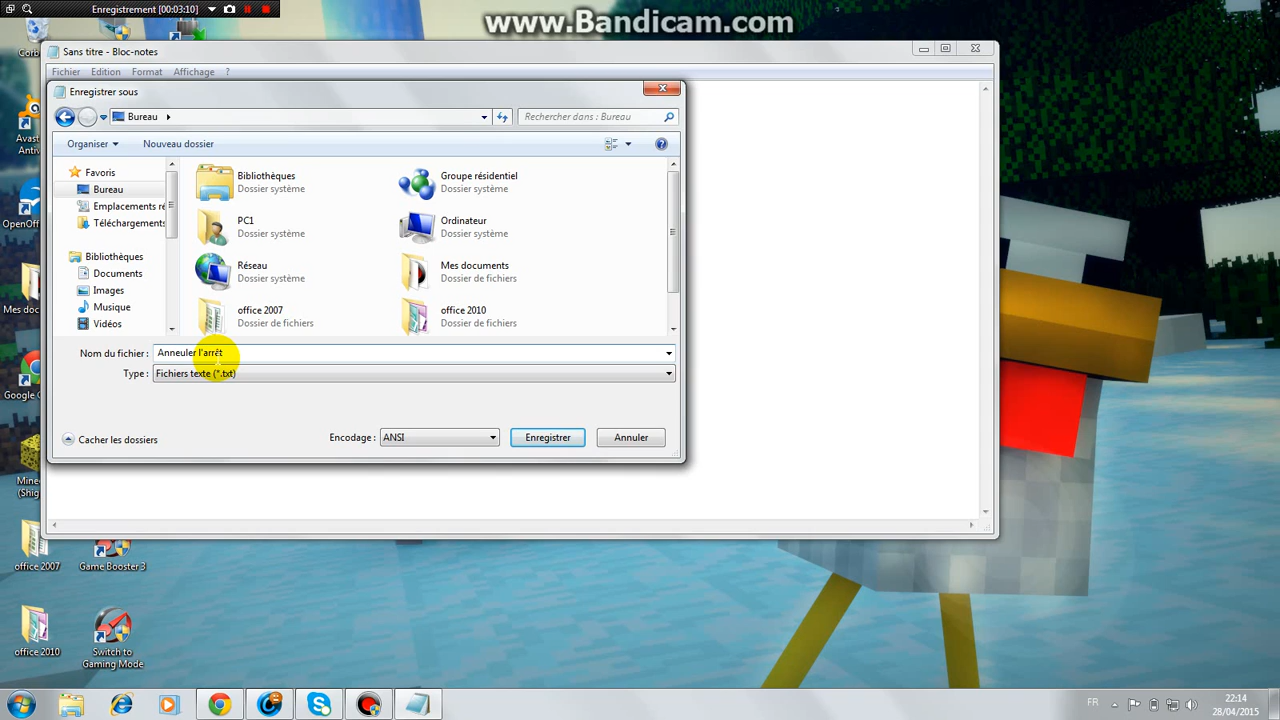 Enregistrement [00:03:10]
www.Bandicam.com
Sans titre - Bloc-notes
Fichier Edition Format Affichage ?
Enregistrer sous
Bureau
Rechercher dans : Bureau
Organiser
Nouveau dossier
Favoris
Bureau
Emplacements ré
Téléchargements
Bibliothèques
Documents
Images
Musique
Vidéos
Bibliothèques
Dossier système
Groupe résidentiel
Dossier système
PC1
Dossier système
Ordinateur
Dossier système
Réseau
Dossier système
Mes documents
Dossier de fichiers
office 2007
Dossier de fichiers
office 2010
Dossier de fichiers
Nom du fichier : Anneuler l'arrêt
Type : Fichiers texte (*.txt)
Cacher les dossiers
Encodage : ANSI
Enregistrer
Annuler
Corb
Avast
Antiv
OpenOff
Mes doc
Google C
Mine
(Shig
office 2007
Game Booster 3
office 2010
Switch to
Gaming Mode
FR
22:14
28/04/2015